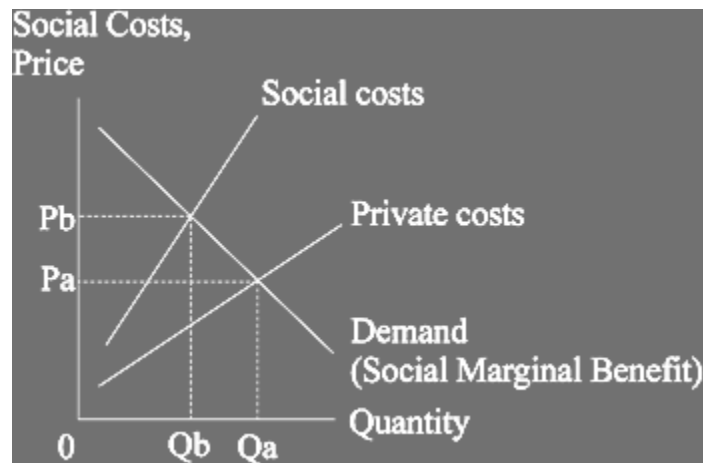 Social Costs,
Price
Social costs
Pb
Private costs
Pa
Demand
(Social Marginal Benefit)
Quantity
0
Qb
Qa